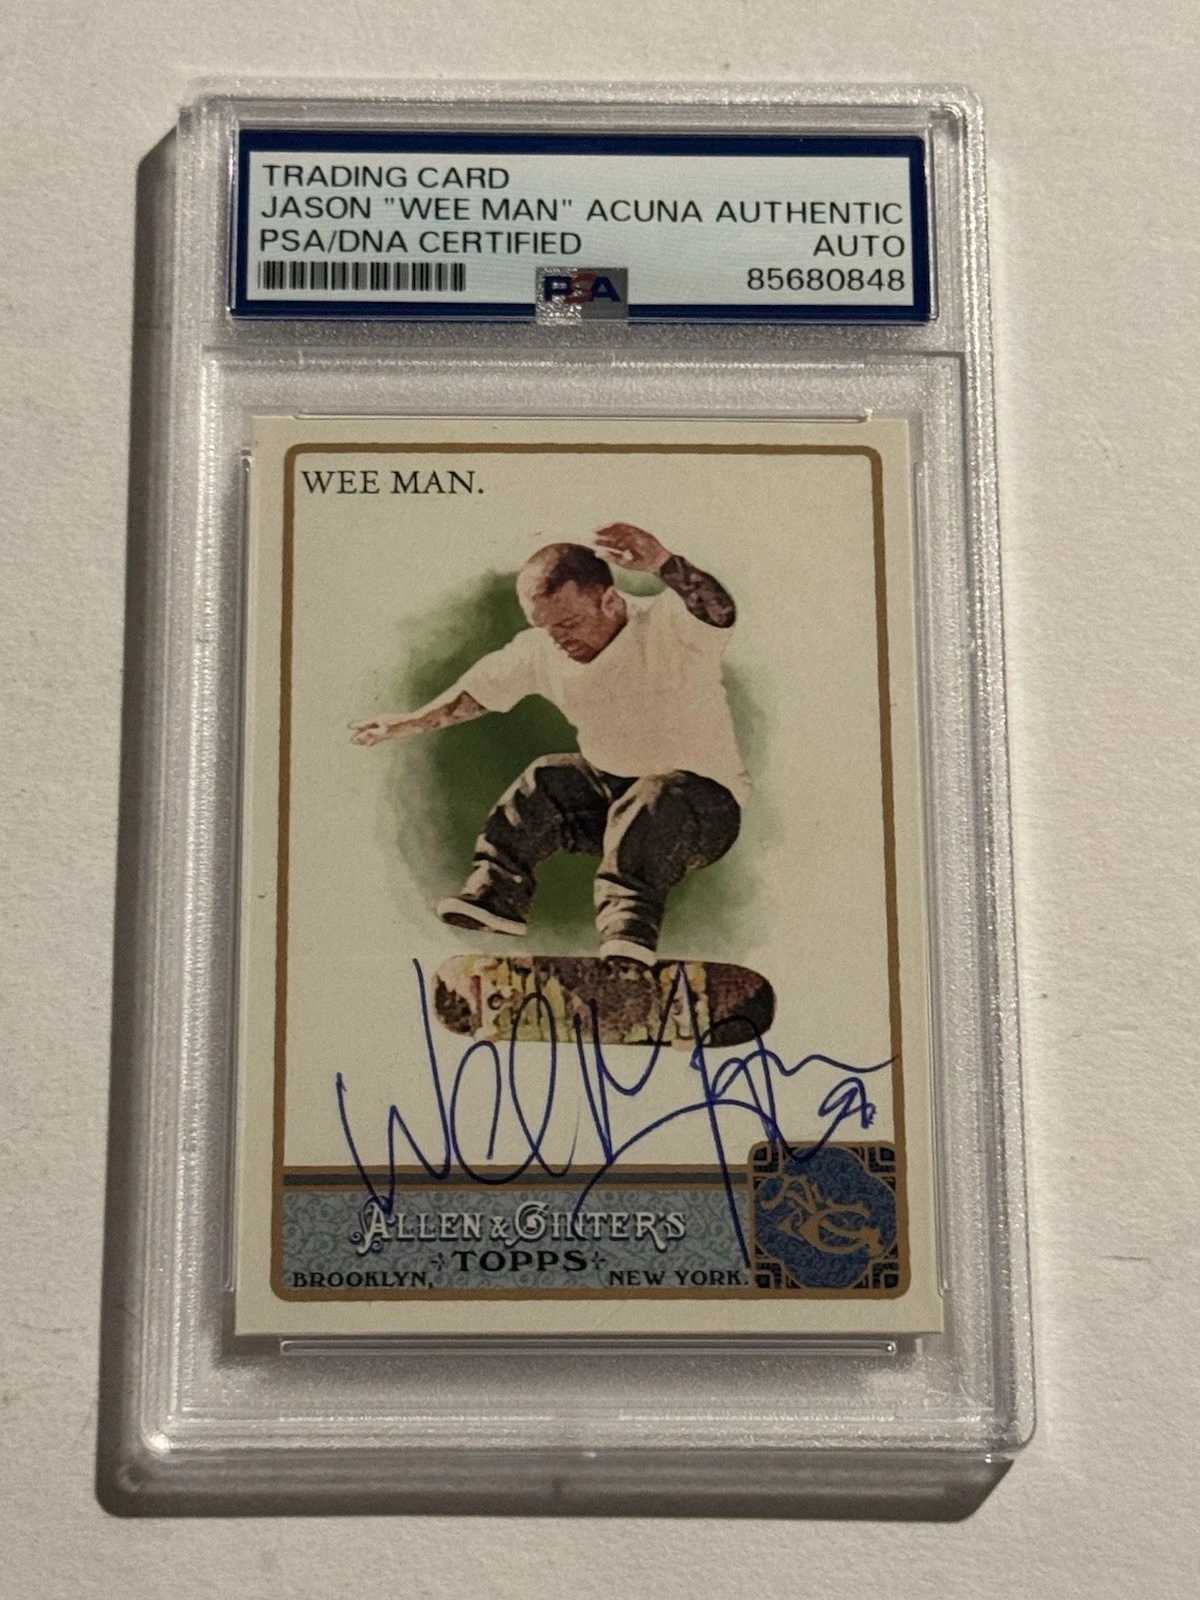 TRADING CARD
JASON "WEE MAN" ACUNA AUTHENTIC
PSA/DNA CERTIFIED AUTO
PSA 85680848
WEE MAN.
Wee Man
ALLEN & GINTER'S
TOPPS
BROOKLYN, NEW YORK.
A&G